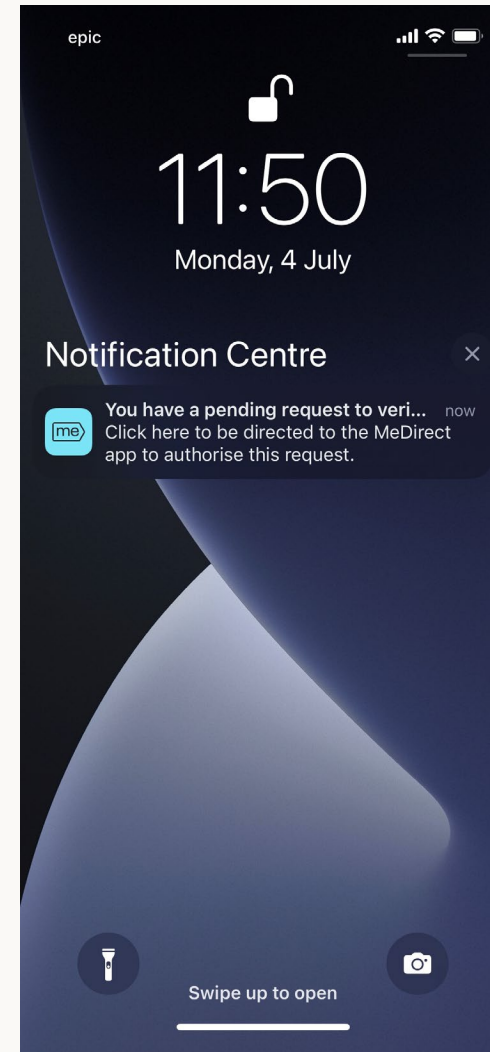 epic
11:50
Monday, 4 July
Notification Centre
You have a pending request to veri... now
me
Click here to be directed to the MeDirect
app to authorise this request.
Swipe up to open